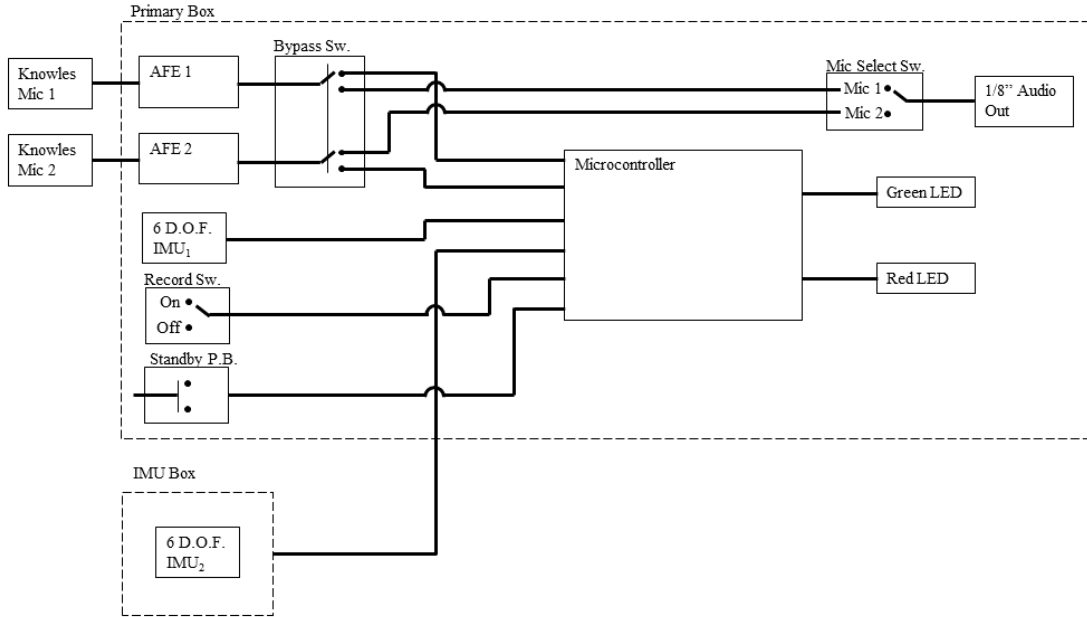 Primary Box
Bypass Sw.
Knowles
Mic 1
AFE 1
Mic Select Sw.
Mic 1
Mic 2
1/8” Audio
Out
Knowles
Mic 2
AFE 2
Microcontroller
Green LED
6 D.O.F.
IMU₁
Red LED
Record Sw.
On
Off
Standby P.B.
IMU Box
6 D.O.F.
IMU₂